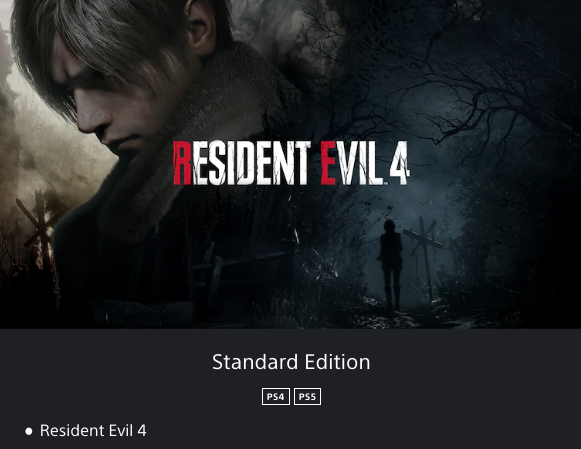 RESIDENT EVIL 4
Standard Edition
PS4 PS5
● Resident Evil 4